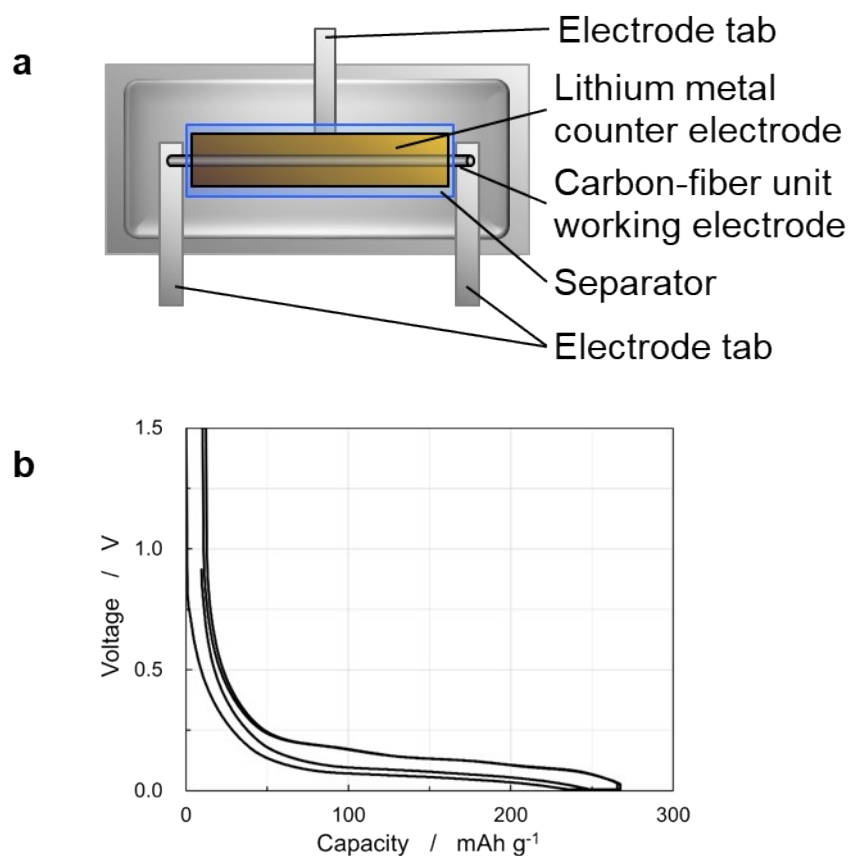 a
Electrode tab
Lithium metal
counter electrode
Carbon-fiber unit
working electrode
Separator
Electrode tab
b
1.5
1.0
0.5
0.0
Voltage / V
0
100
200
300
Capacity / mAh g⁻¹